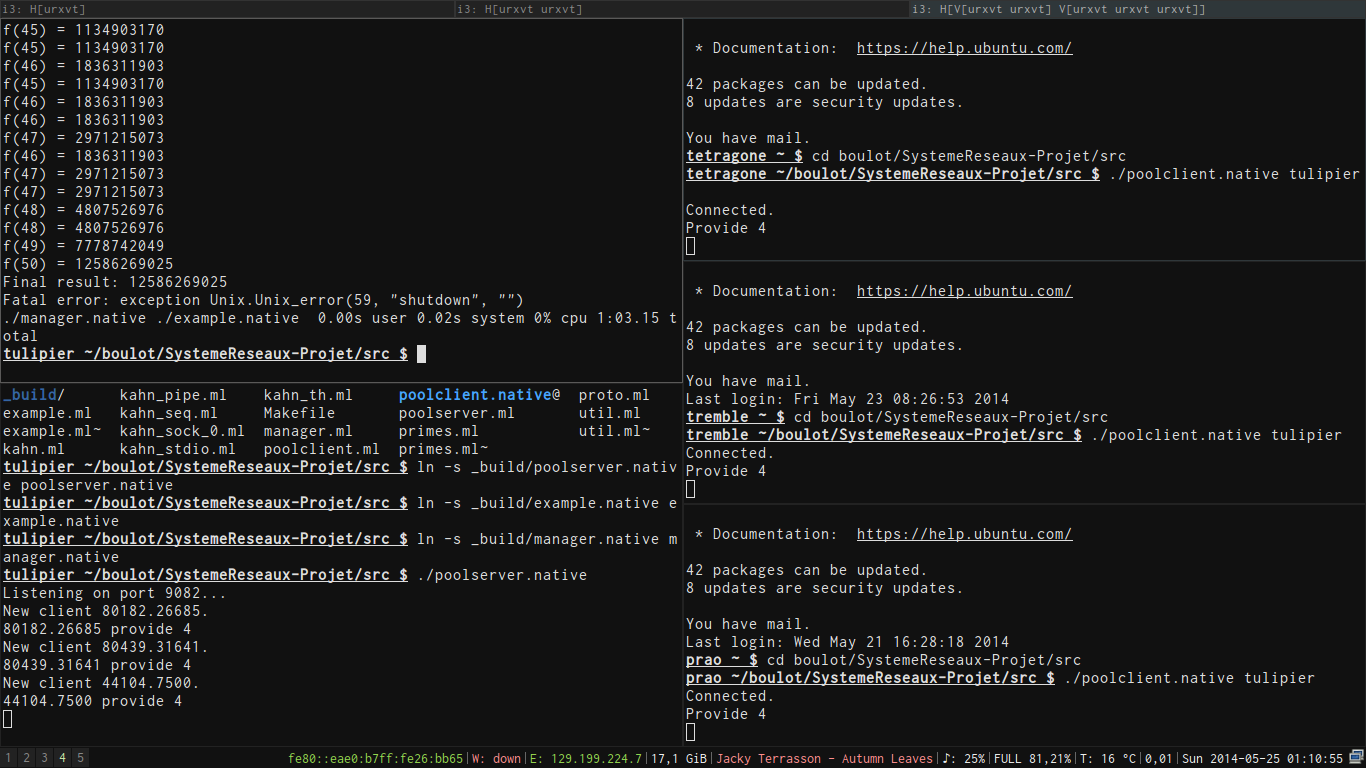 i3: H[urxvt]
i3: H[urxvt urxvt]
i3: H[V[urxvt urxvt] V[urxvt urxvt urxvt]]
f(45) = 1134903170
f(45) = 1134903170
f(46) = 1836311903
f(45) = 1134903170
f(46) = 1836311903
f(46) = 1836311903
f(47) = 2971215073
f(46) = 1836311903
f(47) = 2971215073
f(47) = 2971215073
f(48) = 4807526976
f(48) = 4807526976
f(49) = 7778742049
f(50) = 12586269025
Final result: 12586269025
Fatal error: exception Unix.Unix_error(59, "shutdown", "")
./manager.native ./example.native  0.00s user 0.02s system 0% cpu 1:03.15 t
otal
tulipier ~/boulot/SystemeReseaux-Projet/src $
_build/      kahn_pipe.ml    kahn_th.ml     poolclient.native@  proto.ml
example.ml   kahn_seq.ml     Makefile       poolserver.ml       util.ml
example.ml~  kahn_sock_0.ml  manager.ml     primes.ml           util.ml~
kahn.ml      kahn_stdio.ml   poolclient.ml  primes.ml~
tulipier ~/boulot/SystemeReseaux-Projet/src $ ln -s _build/poolserver.nativ
e poolserver.native
tulipier ~/boulot/SystemeReseaux-Projet/src $ ln -s _build/example.native e
xample.native
tulipier ~/boulot/SystemeReseaux-Projet/src $ ln -s _build/manager.native m
anager.native
tulipier ~/boulot/SystemeReseaux-Projet/src $ ./poolserver.native
Listening on port 9082...
New client 80182.26685.
80182.26685 provide 4
New client 80439.31641.
80439.31641 provide 4
New client 44104.7500.
44104.7500 provide 4
* Documentation:  https://help.ubuntu.com/
42 packages can be updated.
8 updates are security updates.
You have mail.
tetragone ~ $ cd boulot/SystemeReseaux-Projet/src
tetragone ~/boulot/SystemeReseaux-Projet/src $ ./poolclient.native tulipier
Connected.
Provide 4
* Documentation:  https://help.ubuntu.com/
42 packages can be updated.
8 updates are security updates.
You have mail.
Last login: Fri May 23 08:26:53 2014
tremble ~ $ cd boulot/SystemeReseaux-Projet/src
tremble ~/boulot/SystemeReseaux-Projet/src $ ./poolclient.native tulipier
Connected.
Provide 4
* Documentation:  https://help.ubuntu.com/
42 packages can be updated.
8 updates are security updates.
You have mail.
Last login: Wed May 21 16:28:18 2014
prao ~ $ cd boulot/SystemeReseaux-Projet/src
prao ~/boulot/SystemeReseaux-Projet/src $ ./poolclient.native tulipier
Connected.
Provide 4
1 2 3 4 5
fe80::eae0:b7ff:fe26:bb65|W: down|E: 129.199.224.7|17,1 GiB|Jacky Terrasson - Autumn Leaves|♪: 25%|FULL 81,21%|T: 16 °C|0,01|Sun 2014-05-25 01:10:55